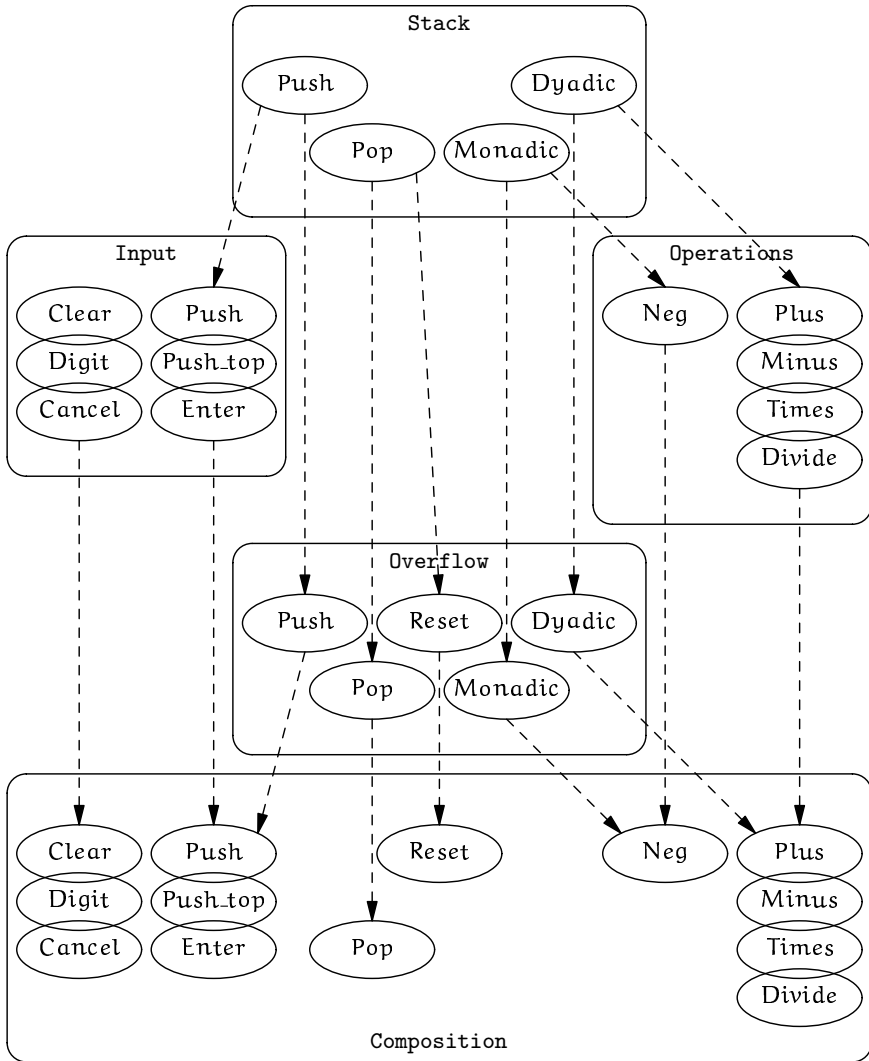 Stack
Push
Dyadic
Pop
Monadic
Input
Clear
Push
Digit
Push_top
Cancel
Enter
Operations
Neg
Plus
Minus
Times
Divide
Overflow
Push
Reset
Dyadic
Pop
Monadic
Clear
Push
Reset
Neg
Plus
Digit
Push_top
Minus
Cancel
Enter
Pop
Times
Divide
Composition